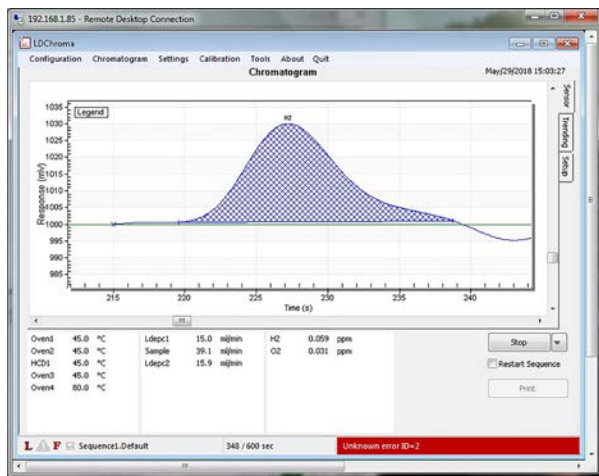 192.168.1.85 - Remote Desktop Connection
LDChroma
Configuration Chromatogram Settings Calibration Tools About Quit
Chromatogram
May/29/2018 15:03:27
Sensor
Trending
Setup
Legend
H2
Response (mV)
1035
1030
1025
1020
1015
1010
1005
1000
995
990
985
215 220 225 230 235 240
Time (s)
Oven1 45.0 °C Ldepc1 15.0 ml/min H2 0.059 ppm
Oven2 45.0 °C Sample 39.1 ml/min O2 0.031 ppm
HCD1 45.0 °C Ldepc2 15.9 ml/min
Oven3 45.0 °C
Oven4 80.0 °C
Stop
Restart Sequence
Print
L F Sequence1.Default 348 / 600 sec Unknown error ID=2